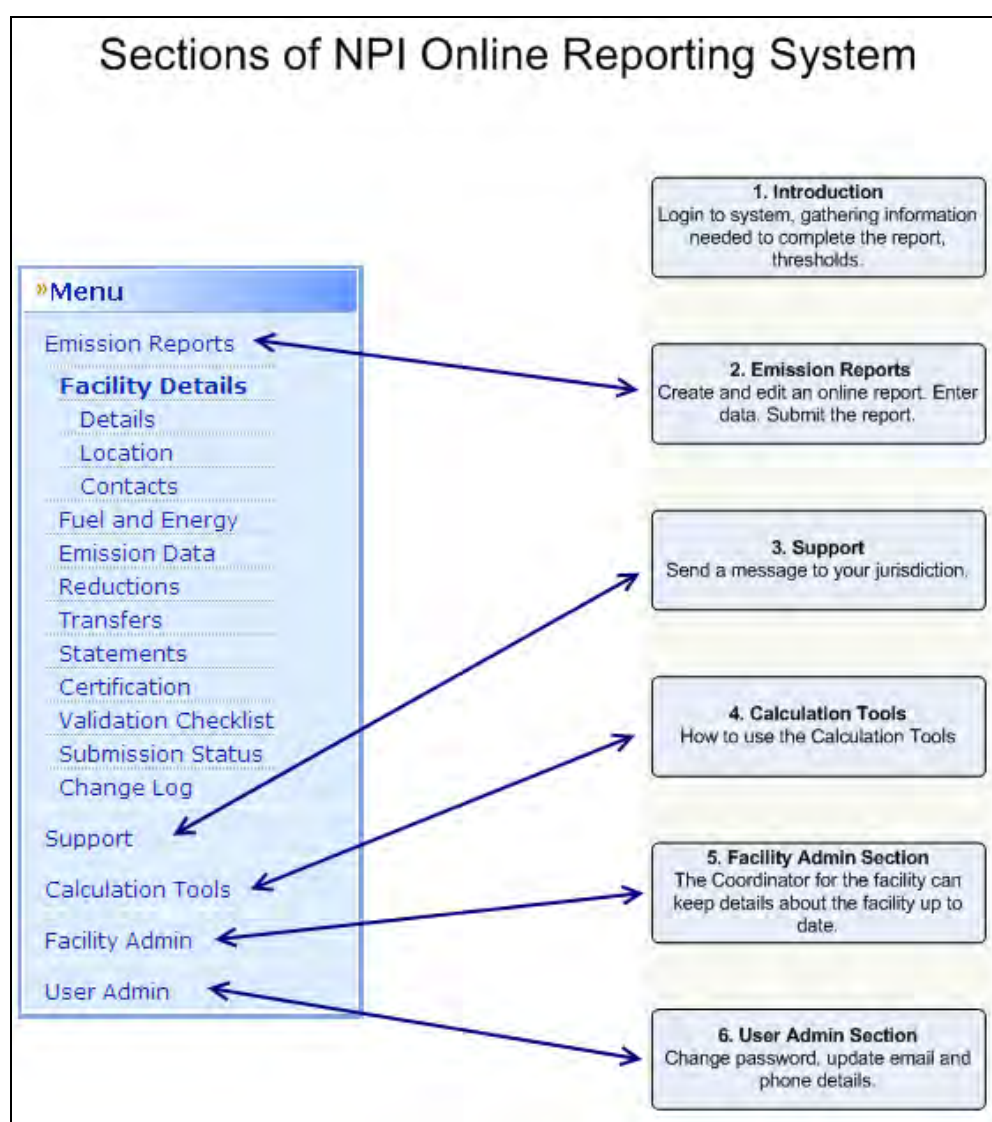 Sections of NPI Online Reporting System
»Menu
Emission Reports
Facility Details
Details
Location
Contacts
Fuel and Energy
Emission Data
Reductions
Transfers
Statements
Certification
Validation Checklist
Submission Status
Change Log
Support
Calculation Tools
Facility Admin
User Admin
1. Introduction
Login to system, gathering information
needed to complete the report,
thresholds.
2. Emission Reports
Create and edit an online report. Enter
data. Submit the report.
3. Support
Send a message to your jurisdiction.
4. Calculation Tools
How to use the Calculation Tools
5. Facility Admin Section
The Coordinator for the facility can
keep details about the facility up to
date.
6. User Admin Section
Change password, update email and
phone details.